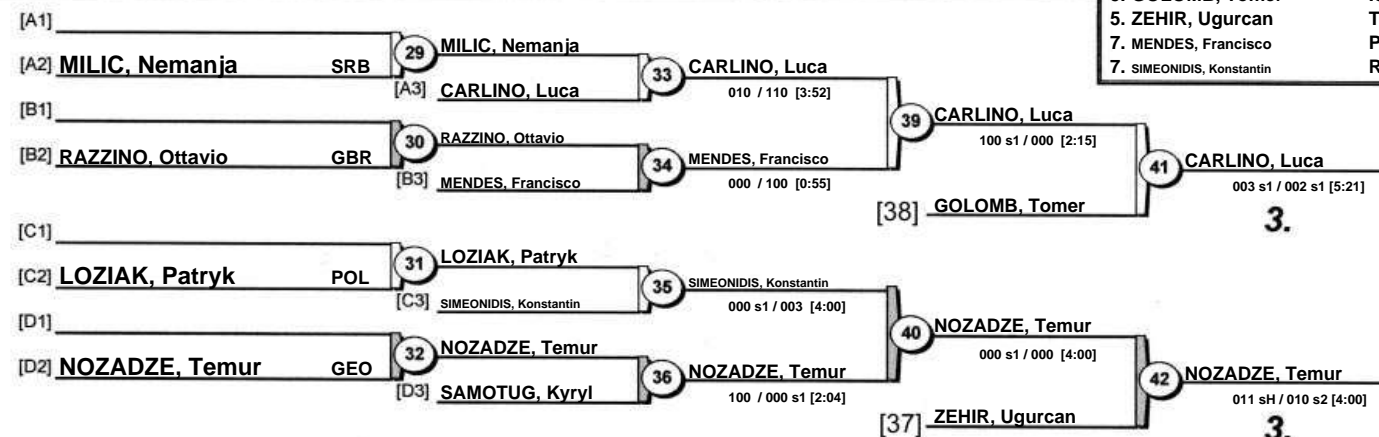 5. ZEHIR, Ugurcan
7. MENDES, Francisco P
7. SIMEONIDIS, Konstantin R
[A1]
[A2] MILIC, Nemanja SRB
29 MILIC, Nemanja
[A3] CARLINO, Luca
33 CARLINO, Luca
010 / 110 [3:52]
[B1]
[B2] RAZZINO, Ottavio GBR
30 RAZZINO, Ottavio
[B3] MENDES, Francisco
34 MENDES, Francisco
000 / 100 [0:55]
39 CARLINO, Luca
100 s1 / 000 [2:15]
[38] GOLOMB, Tomer
41 CARLINO, Luca
003 s1 / 002 s1 [5:21]
3.
[C1]
[C2] LOZIAK, Patryk POL
31 LOZIAK, Patryk
[C3] SIMEONIDIS, Konstantin
35 SIMEONIDIS, Konstantin
000 s1 / 003 [4:00]
[D1]
[D2] NOZADZE, Temur GEO
32 NOZADZE, Temur
[D3] SAMOTUG, Kyryl
36 NOZADZE, Temur
100 / 000 s1 [2:04]
40 NOZADZE, Temur
000 s1 / 000 [4:00]
[37] ZEHIR, Ugurcan
42 NOZADZE, Temur
011 sH / 010 s2 [4:00]
3.